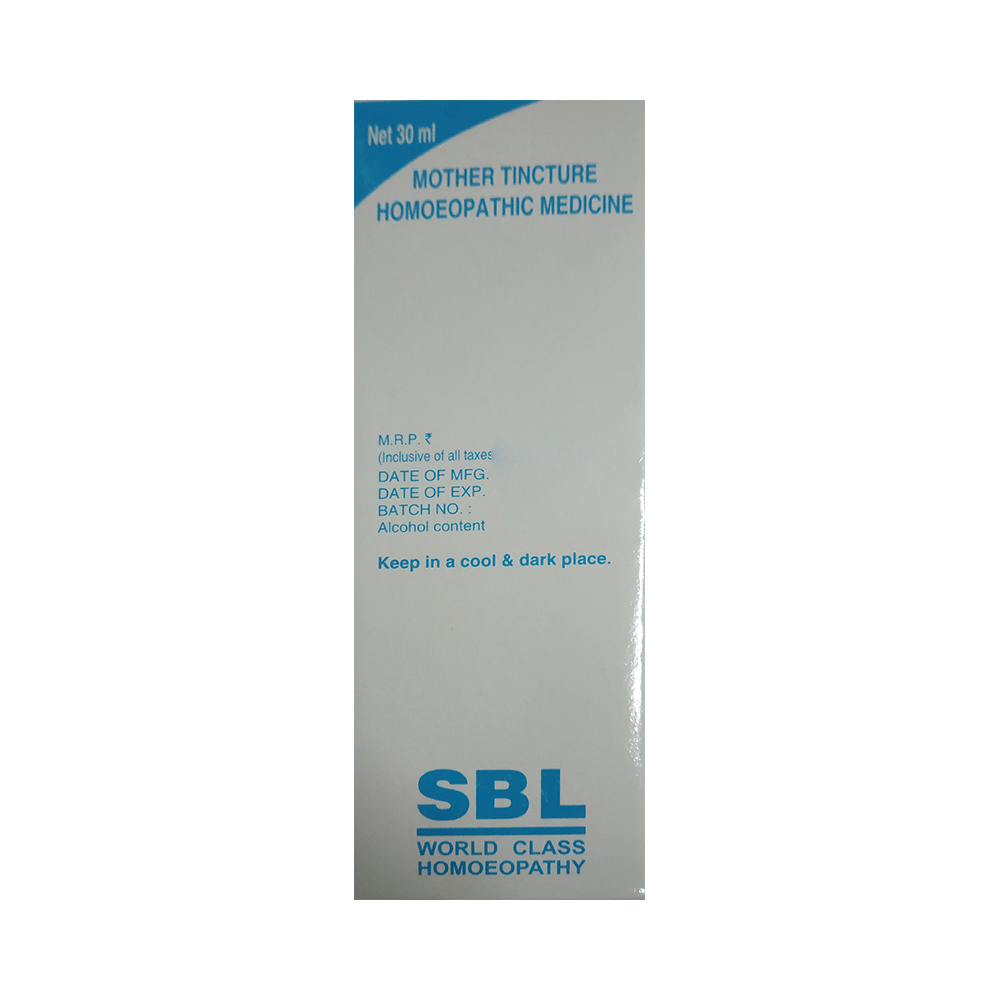 Net 30 ml
MOTHER TINCTURE
HOMOEOPATHIC MEDICINE
M.R.P. ₹
(Inclusive of all taxes
DATE OF MFG.
DATE OF EXP.
BATCH NO. :
Alcohol content
Keep in a cool & dark place.
SBL
WORLD CLASS
HOMOEOPATHY